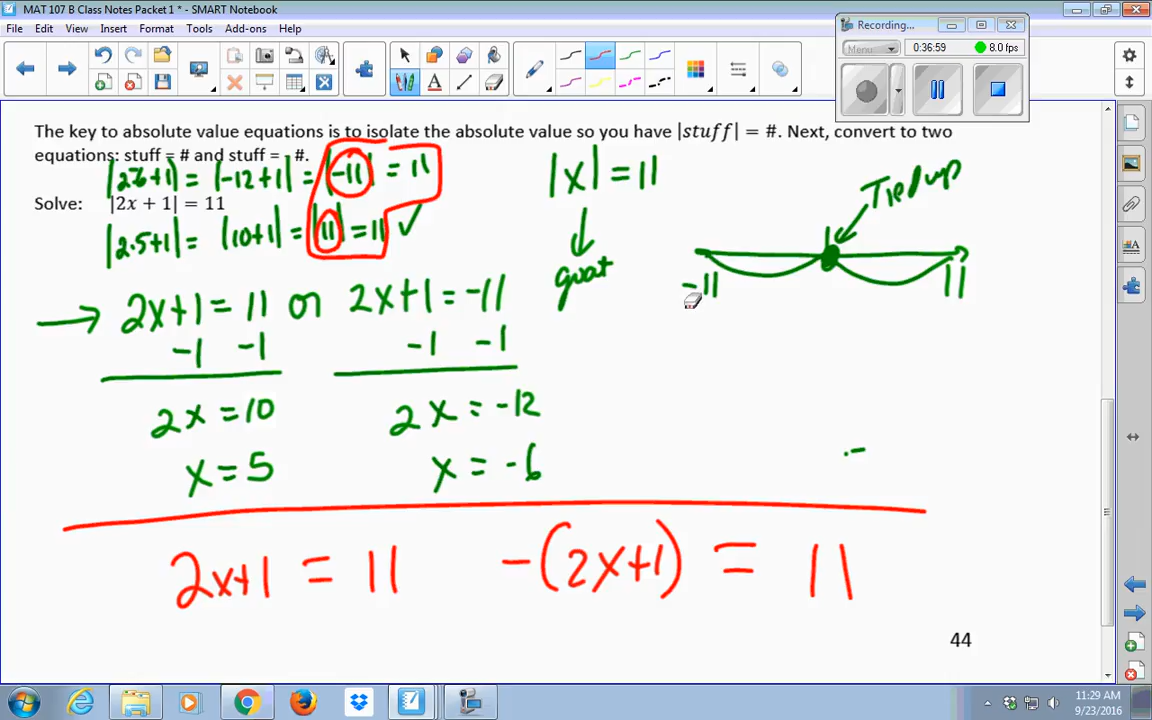 MAT 107 B Class Notes Packet 1 * - SMART Notebook
File Edit View Insert Format Tools Add-ons Help
Recording...
Menu 0:36:59 8.0 fps
The key to absolute value equations is to isolate the absolute value so you have |stuff| = #. Next, convert to two
equations: stuff = # and stuff = - #.
|2·-6+1| = |-12+1| = |-11| = 11
|x| = 11
Tied up
Solve: |2x + 1| = 11
|2·5+1| = |10+1| = |11| = 11 ✓
goat
-11 11
→ 2x+1 = 11 or 2x+1 = -11
-1 -1 -1 -1
2x = 10 2x = -12
x = 5 x = -6
2x+1 = 11 -(2x+1) = 11
44
11:29 AM
9/23/2016